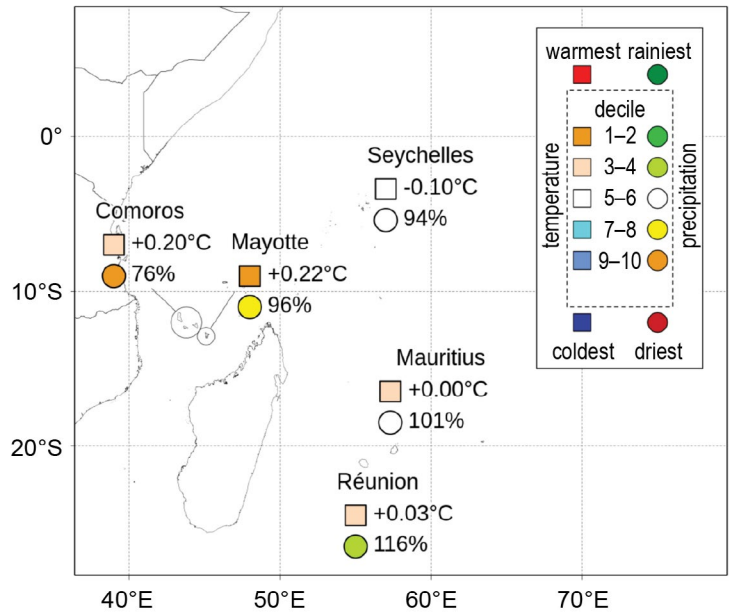 warmest rainiest
decile
1–2
3–4
5–6
7–8
9–10
temperature
precipitation
coldest driest
0°
10°S
20°S
Seychelles
-0.10°C
94%
Comoros
+0.20°C
76%
Mayotte
+0.22°C
96%
Mauritius
+0.00°C
101%
Réunion
+0.03°C
116%
40°E 50°E 60°E 70°E